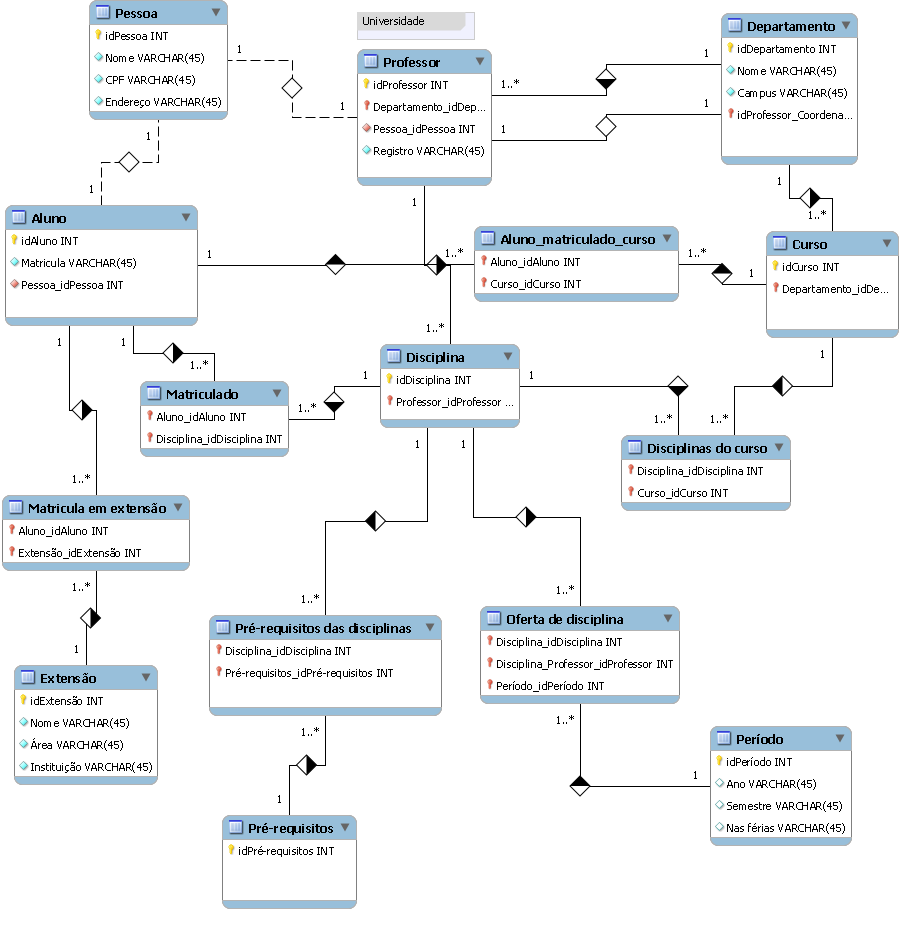 Pessoa
idPessoa INT
Nome VARCHAR(45)
CPF VARCHAR(45)
Endereço VARCHAR(45)
Universidade
Professor
idProfessor INT
Departamento_idDep...
Pessoa_idPessoa INT
Registro VARCHAR(45)
Departamento
idDepartamento INT
Nome VARCHAR(45)
Campus VARCHAR(45)
idProfessor_Coordena...
1
1
1..*
1
1
1
1
1
1
1..*
Aluno
idAluno INT
Matricula VARCHAR(45)
Pessoa_idPessoa INT
1
1
1..*
Aluno_matriculado_curso
Aluno_idAluno INT
Curso_idCurso INT
1..*
1
Curso
idCurso INT
Departamento_idDe...
1
1
1..*
1..*
1
Disciplina
idDisciplina INT
Professor_idProfessor ...
1
1
1..*
1..*
1..*
Matriculado
Aluno_idAluno INT
Disciplina_idDisciplina INT
1..*
Disciplinas do curso
Disciplina_idDisciplina INT
Curso_idCurso INT
1
1
Matricula em extensão
Aluno_idAluno INT
Extensão_idExtensão INT
1..*
1
Extensão
idExtensão INT
Nome VARCHAR(45)
Área VARCHAR(45)
Instituição VARCHAR(45)
1..*
Pré-requisitos das disciplinas
Disciplina_idDisciplina INT
Pré-requisitos_idPré-requisitos INT
1..*
1
Pré-requisitos
idPré-requisitos INT
1..*
Oferta de disciplina
Disciplina_idDisciplina INT
Disciplina_Professor_idProfessor INT
Período_idPeríodo INT
1..*
1
Período
idPeríodo INT
Ano VARCHAR(45)
Semestre VARCHAR(45)
Nas férias VARCHAR(45)